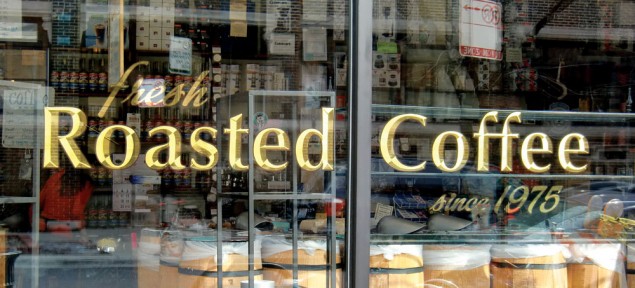 fresh
Roasted Coffee
since 1975